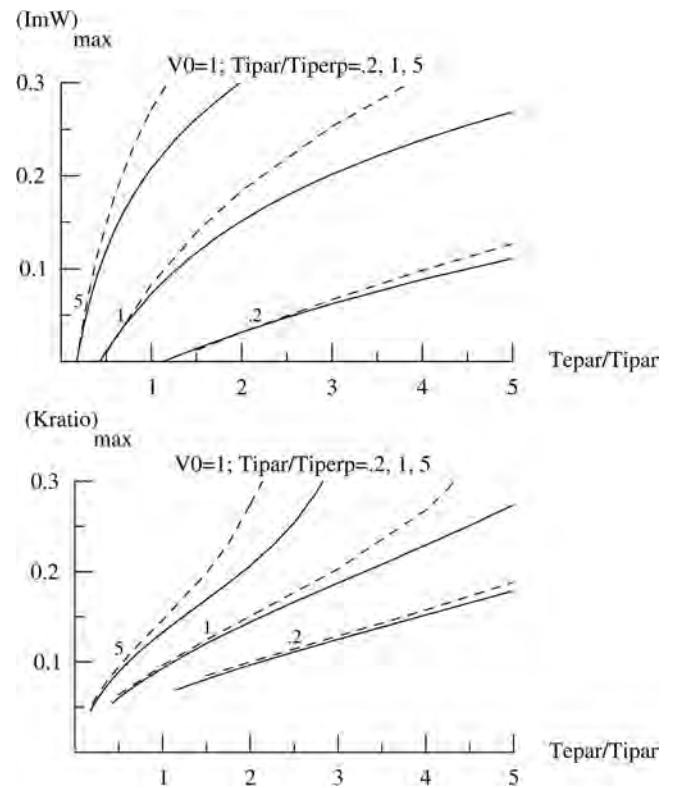 (ImW)
max
V0=1; Tipar/Tiperp=.2, 1, 5
0.3
0.2
0.1
5
1
.2
1 2 3 4 5
Tepar/Tipar
(Kratio)
max
V0=1; Tipar/Tiperp=.2, 1, 5
0.3
0.2
0.1
5
1
.2
1 2 3 4 5
Tepar/Tipar